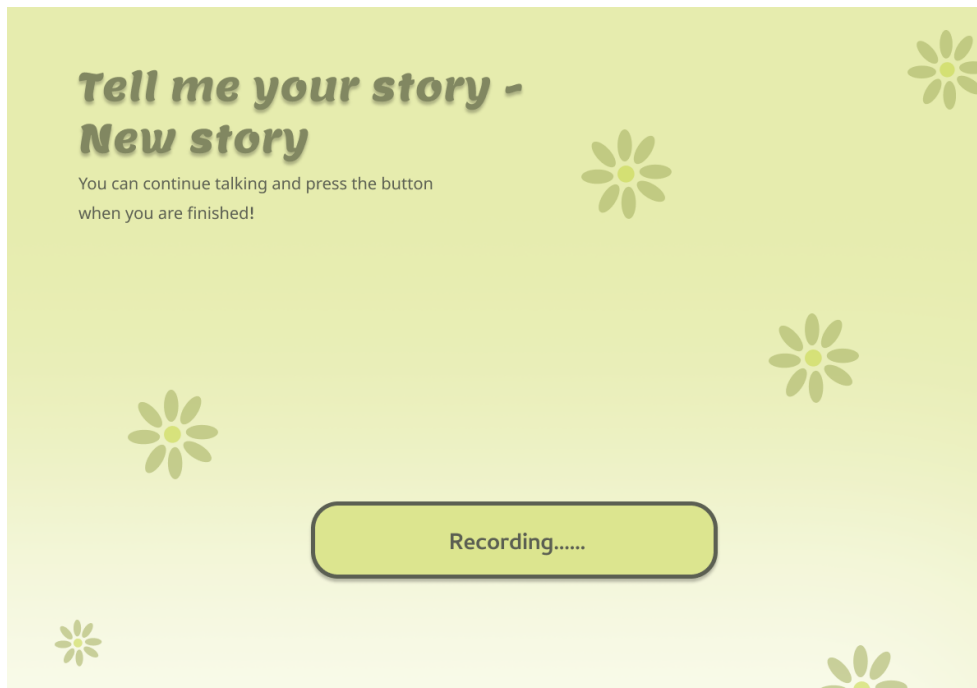 Tell me your story -
New story
You can continue talking and press the button
when you are finished!
Recording......